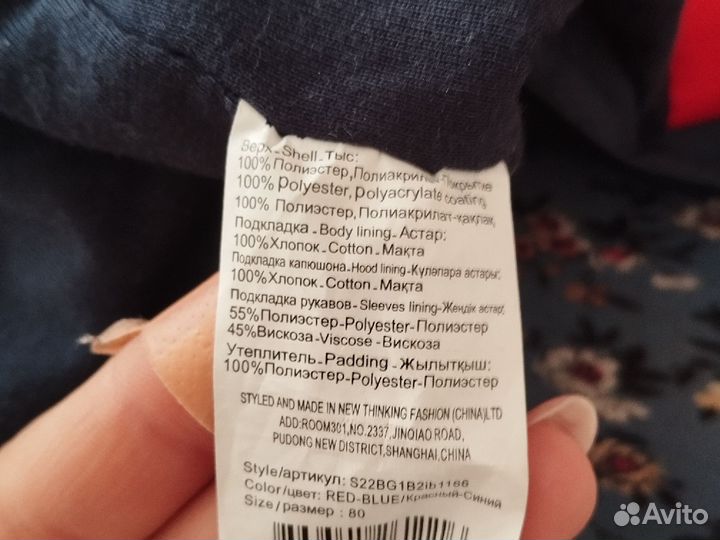 Верх-Shell-Тыс:
100%Полиэстер,Полиакрилат-Покрытие
100% Polyester, polyacrylate coating
100% Полиэстер,Полиакрилат-қақпақ
Подкладка-Body lining-Астар:
100%Хлопок-Cotton-Мақта
Подкладка капюшона-Hood lining-Күлапара астары:
100%Хлопок-Cotton-Мақта
Подкладка рукавов-Sleeves lining-Жеңдік астар:
55%Полиэстер-Polyester-Полиэстер
45%Вискоза-Viscose-Вискоза
Утеплитель-Padding-Жылытқыш:
100%Полиэстер-Polyester-Полиэстер
STYLED AND MADE IN NEW THINKING FASHION (CHINA)LTD
ADD:ROOM301,NO.2337,JINQIAO ROAD,
PUDONG NEW DISTRICT,SHANGHAI,CHINA
Style/артикул: S22BG1B2ib1166
Color/цвет: RED-BLUE/Красный-Синий
Size/размер: 80
Avito